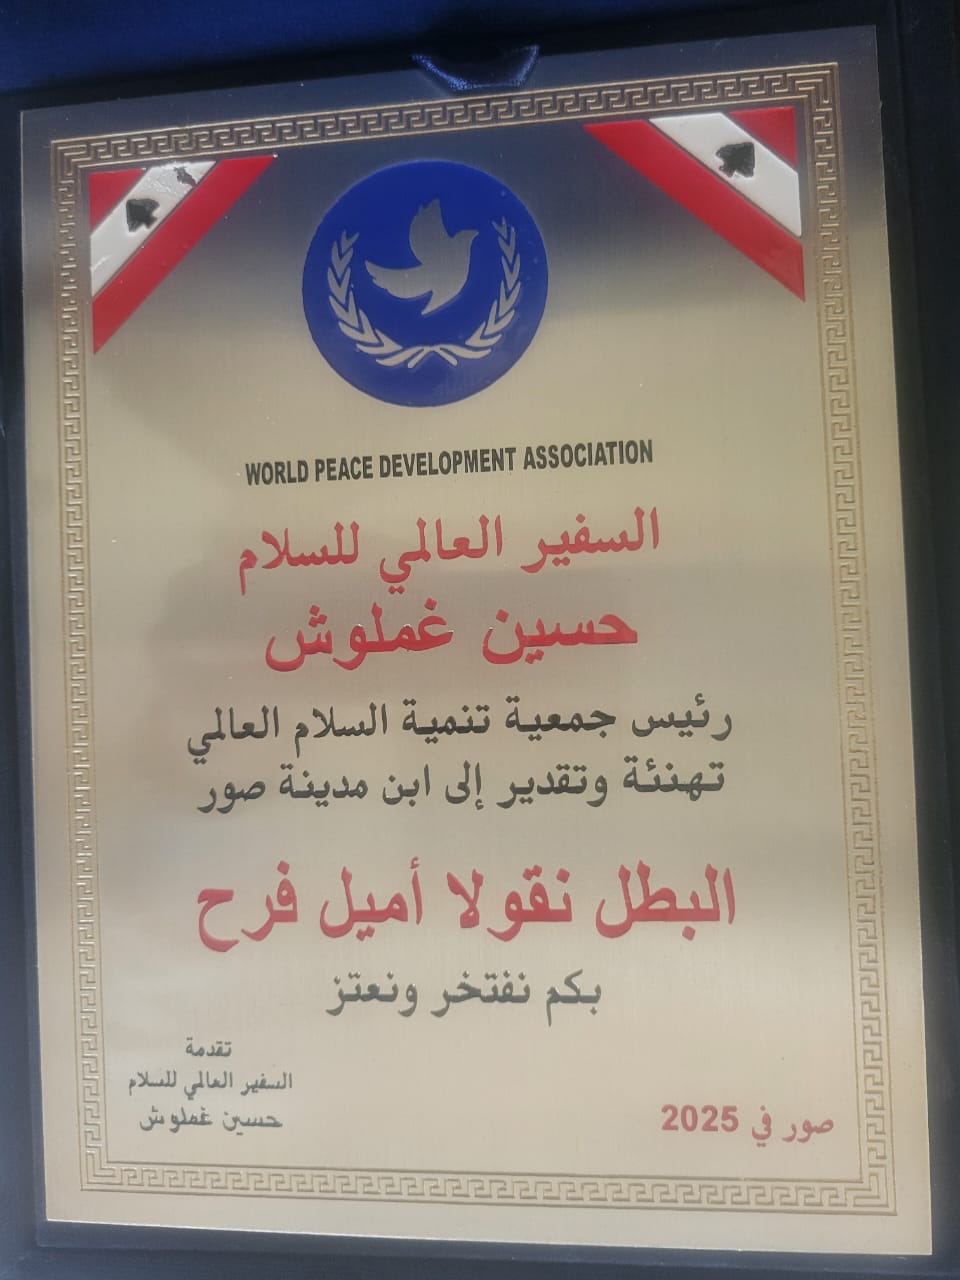 WORLD PEACE DEVELOPMENT ASSOCIATION
السفير العالمي للسلام
حسين غملوش
رئيس جمعية تنمية السلام العالمي
تهنئة وتقدير إلى ابن مدينة صور
البطل نقولا أميل فرح
بكم نفتخر ونعتز
تقدمة
السفير العالمي للسلام
حسين غملوش
صور في 2025